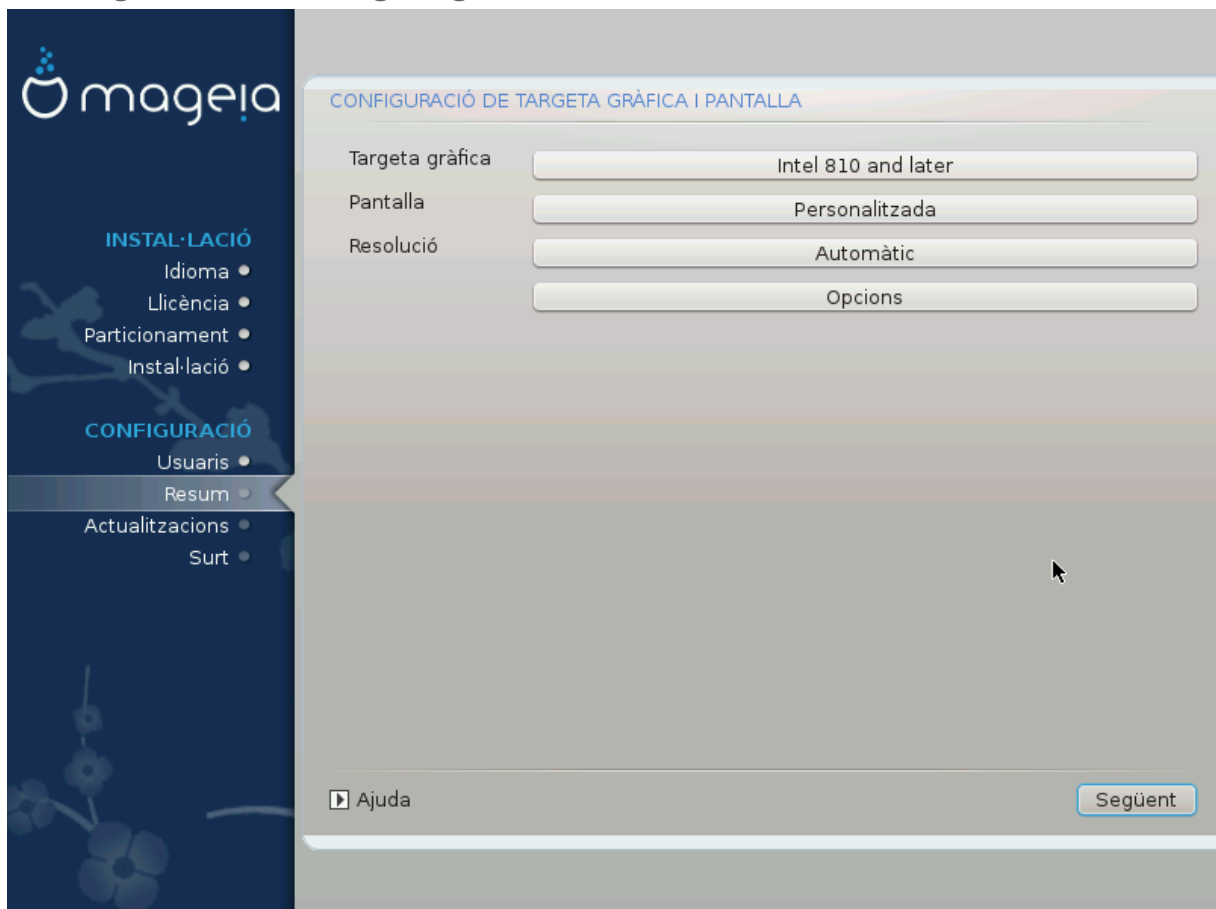 mageia
CONFIGURACIÓ DE TARGETA GRÀFICA I PANTALLA
Targeta gràfica
Intel 810 and later
Pantalla
Personalitzada
Resolució
Automàtic
Opcions
INSTAL·LACIÓ
Idioma
Llicència
Particionament
Instal·lació
CONFIGURACIÓ
Usuaris
Resum
Actualitzacions
Surt
Ajuda
Següent